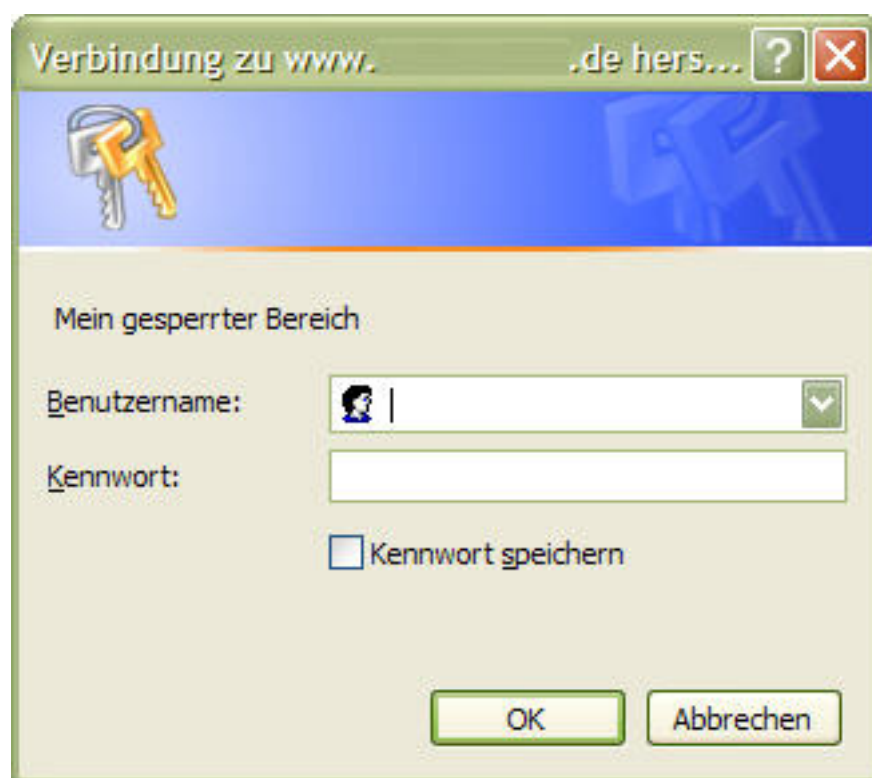 Verbindung zu www. .de hers...
Mein gesperrter Bereich
Benutzername:
Kennwort:
Kennwort speichern
OK
Abbrechen